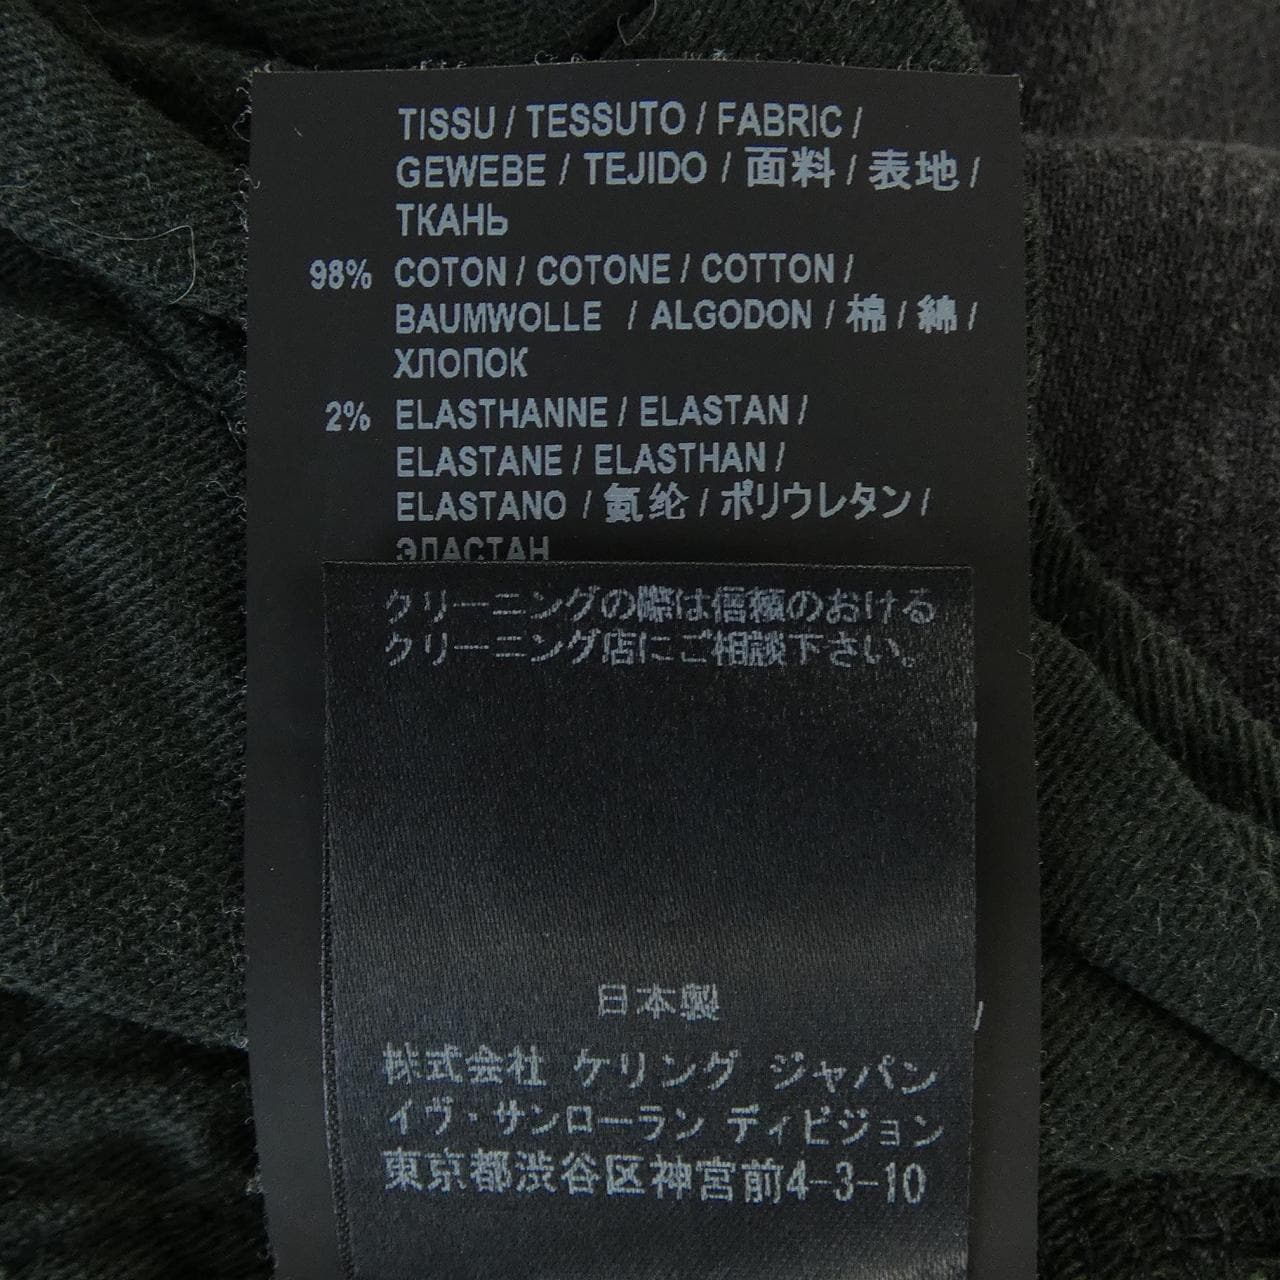 TISSU / TESSUTO / FABRIC /
GEWEBE / TEJIDO / 面料 / 表地 /
ТКАНЬ
98% COTON / COTONE / COTTON /
BAUMWOLLE / ALGODON / 棉 / 綿 /
ХЛОПОК
2% ELASTHANNE / ELASTAN /
ELASTANE / ELASTHAN /
ELASTANO / 氨纶 / ポリウレタン /
ЭЛАСТАН
クリーニングの際は信頼のおける
クリーニング店にご相談下さい。
日本製
株式会社 ケリング ジャパン
イヴ・サンローラン ディビジョン
東京都渋谷区神宮前4-3-10